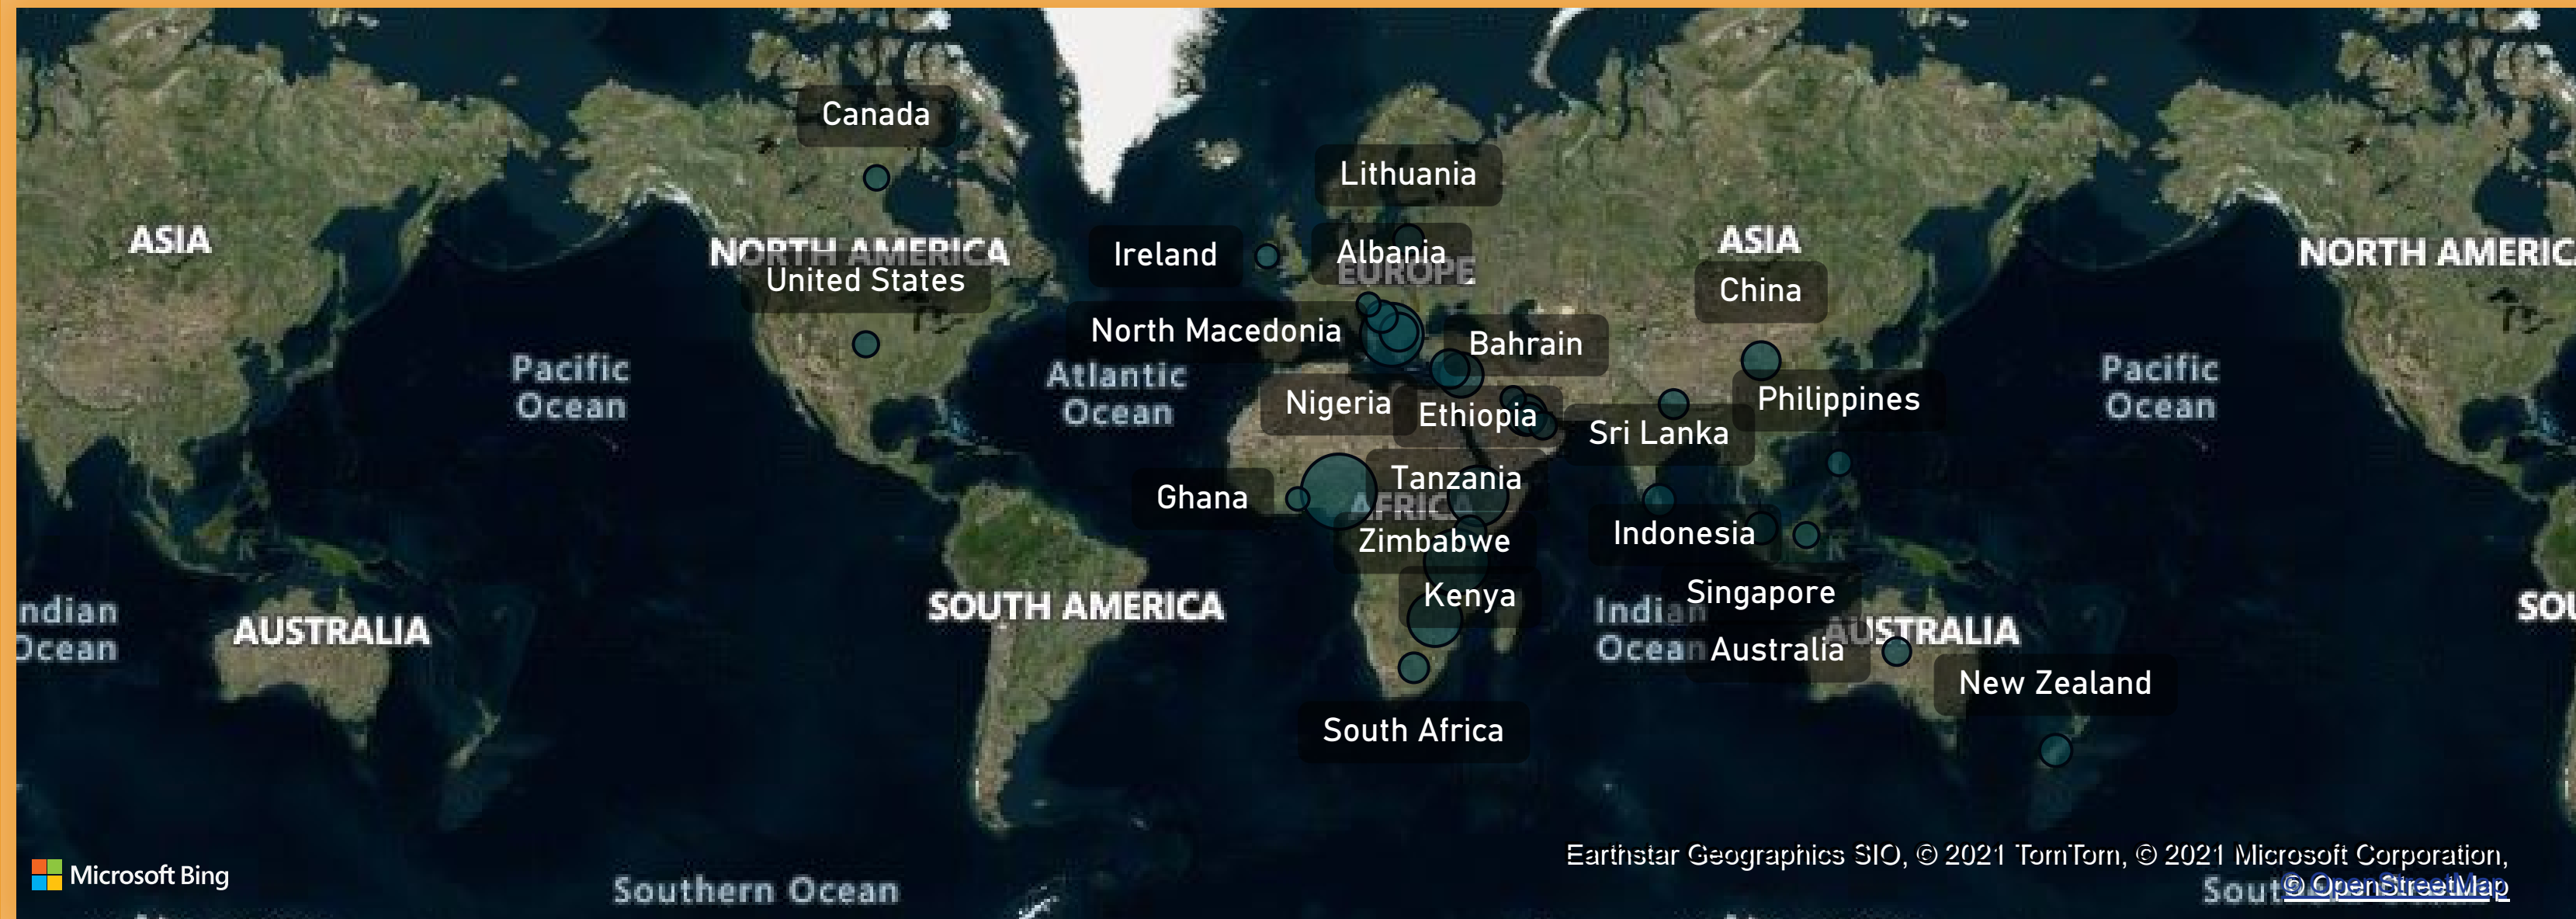 Canada
Lithuania
ASIA
NORTH AMERICA
Ireland
Albania
EUROPE
ASIA
NORTH AMERIC
United States
China
North Macedonia
Bahrain
Pacific
Ocean
Atlantic
Ocean
Nigeria
Ethiopia
Sri Lanka
Philippines
Pacific
Ocean
Ghana
Tanzania
AFRICA
Zimbabwe
Indonesia
Kenya
Singapore
ndian
Ocean
AUSTRALIA
SOUTH AMERICA
Indian
Ocean
AUSTRALIA
Australia
SOU
New Zealand
South Africa
Earthstar Geographics SIO, © 2021 TomTom, © 2021 Microsoft Corporation,
© OpenStreetMap
Microsoft Bing
Southern Ocean